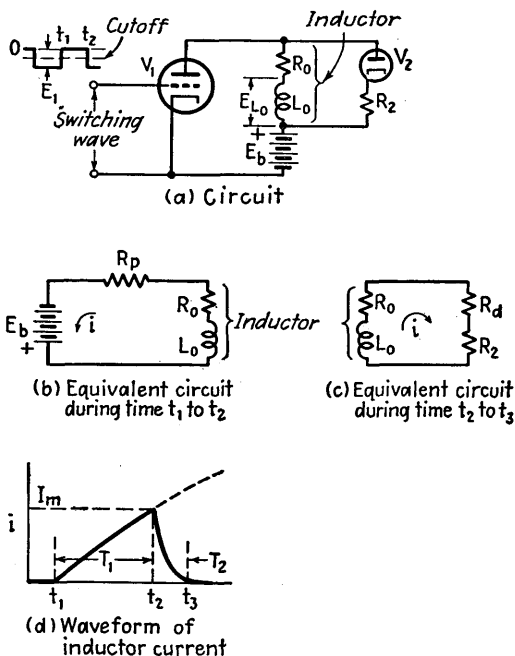 Inductor
0
t1
t2
Cutoff
E1
V1
Switching
wave
R0
EL0
L0
+
Eb
V2
R2
(a) Circuit
Rp
Eb
+
i
R0
L0
Inductor
(b) Equivalent circuit
during time t1 to t2
R0
L0
i
Rd
R2
(c) Equivalent circuit
during time t2 to t3
Im
i
T1
T2
t1
t2
t3
(d) Waveform of
inductor current